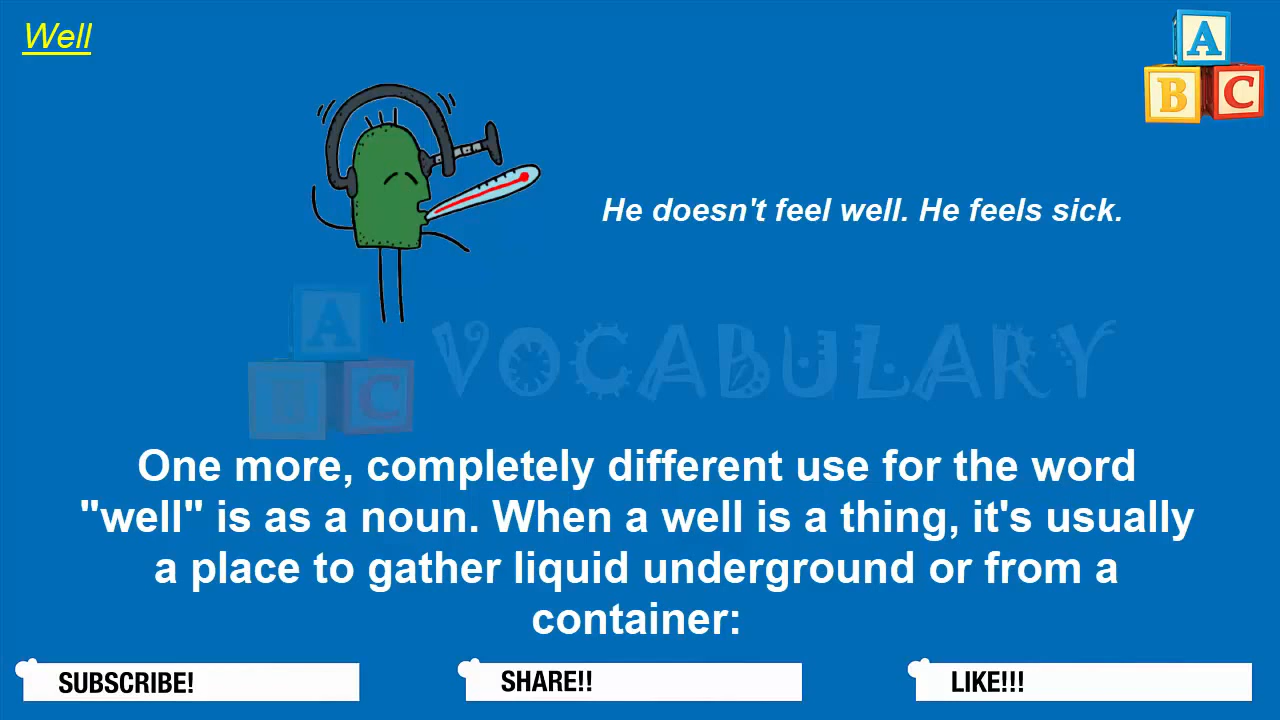 Well
A
B C
He doesn't feel well. He feels sick.
A
B C
VOCABULARY
One more, completely different use for the word
"well" is as a noun. When a well is a thing, it's usually
a place to gather liquid underground or from a
container:
SUBSCRIBE!
SHARE!!
LIKE!!!